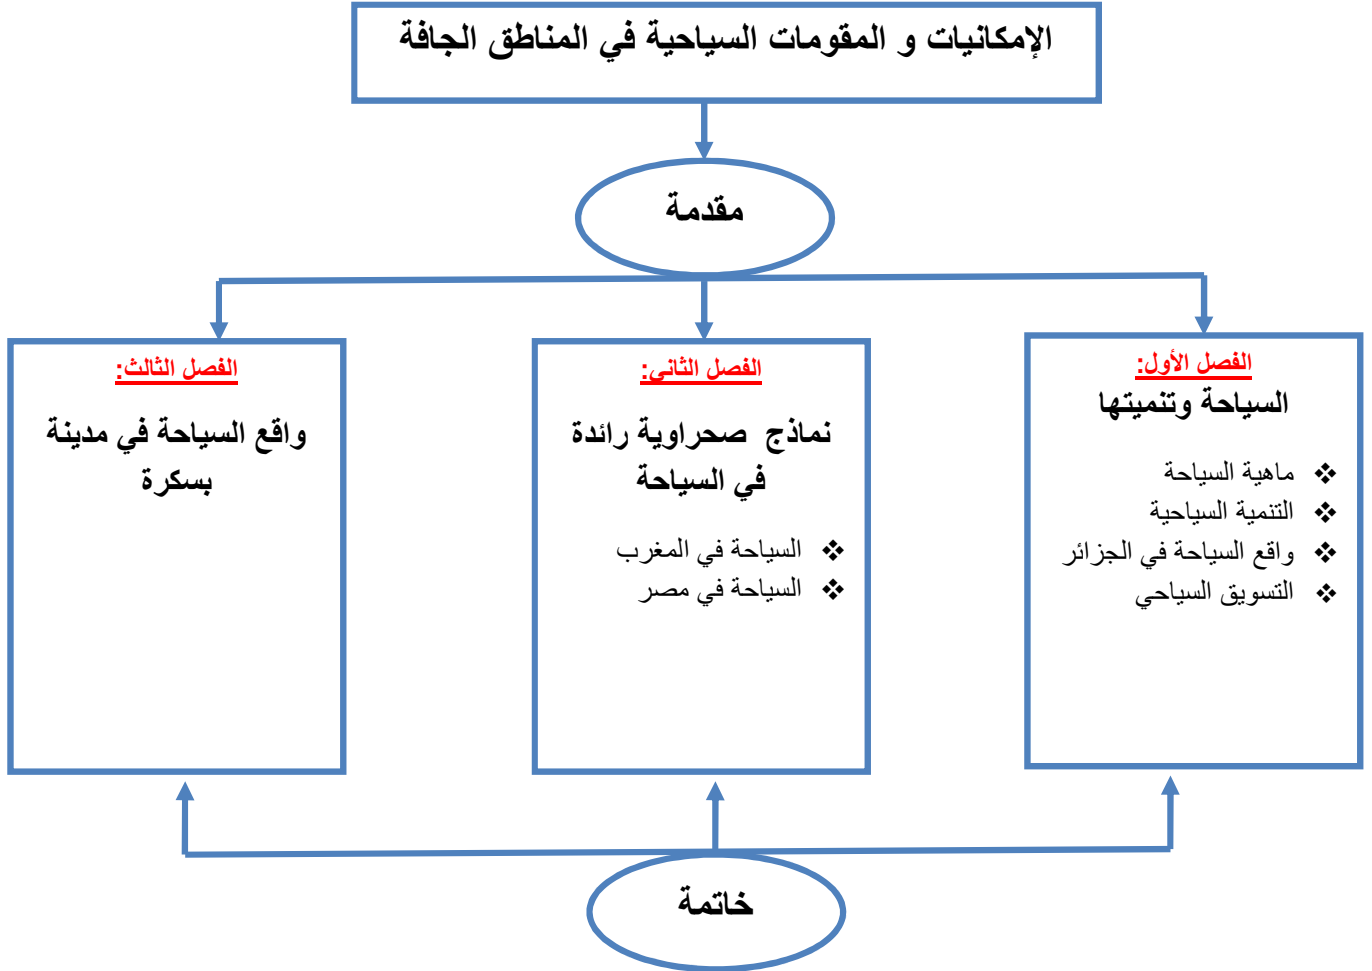 الإمكانيات و المقومات السياحية في المناطق الجافة
مقدمة
الفصل الأول:
السياحة وتنميتها
❖ ماهية السياحة
❖ التنمية السياحية
❖ واقع السياحة في الجزائر
❖ التسويق السياحي
الفصل الثاني:
نماذج صحراوية رائدة
في السياحة
❖ السياحة في المغرب
❖ السياحة في مصر
الفصل الثالث:
واقع السياحة في مدينة
بسكرة
خاتمة